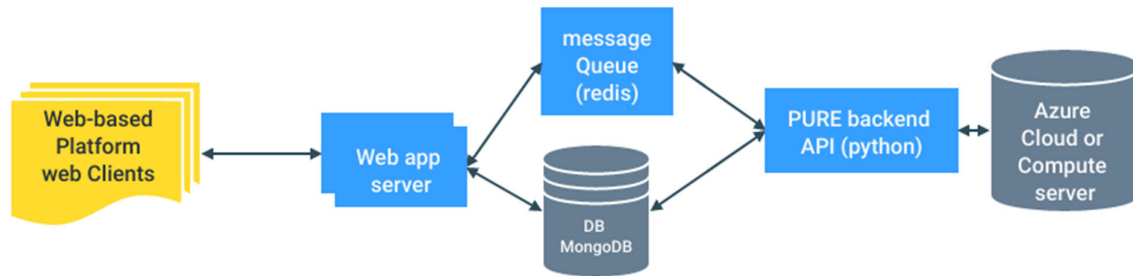 Web-based
Platform
web Clients
Web app
server
message
Queue
(redis)
DB
MongoDB
PURE backend
API (python)
Azure
Cloud or
Compute
server